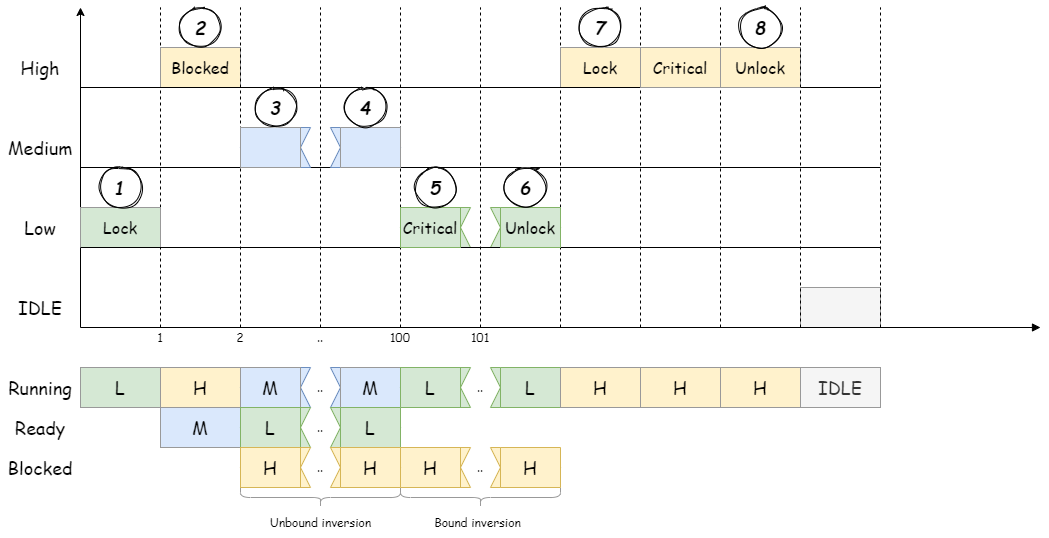 2
7
8
High
Blocked
Lock
Critical
Unlock
3
4
Medium
1
5
6
Low
Lock
Critical
Unlock
IDLE
1
2
..
100
101
Running
L
H
M
..
M
L
..
L
H
H
H
IDLE
Ready
M
L
..
L
Blocked
H
..
H
H
..
H
Unbound inversion
Bound inversion